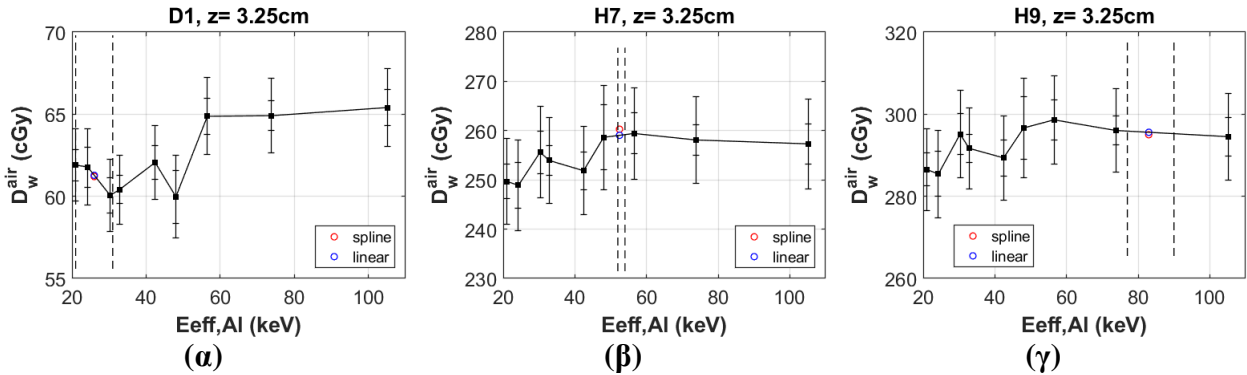 D1, z= 3.25cm
70
65
60
55
D_w^air (cGy)
20 40 60 80 100
Eeff,Al (keV)
spline
linear
(α)
H7, z= 3.25cm
280
270
260
250
240
230
D_w^air (cGy)
20 40 60 80 100
Eeff,Al (keV)
spline
linear
(β)
H9, z= 3.25cm
320
300
280
260
D_w^air (cGy)
20 40 60 80 100
Eeff,Al (keV)
spline
linear
(γ)